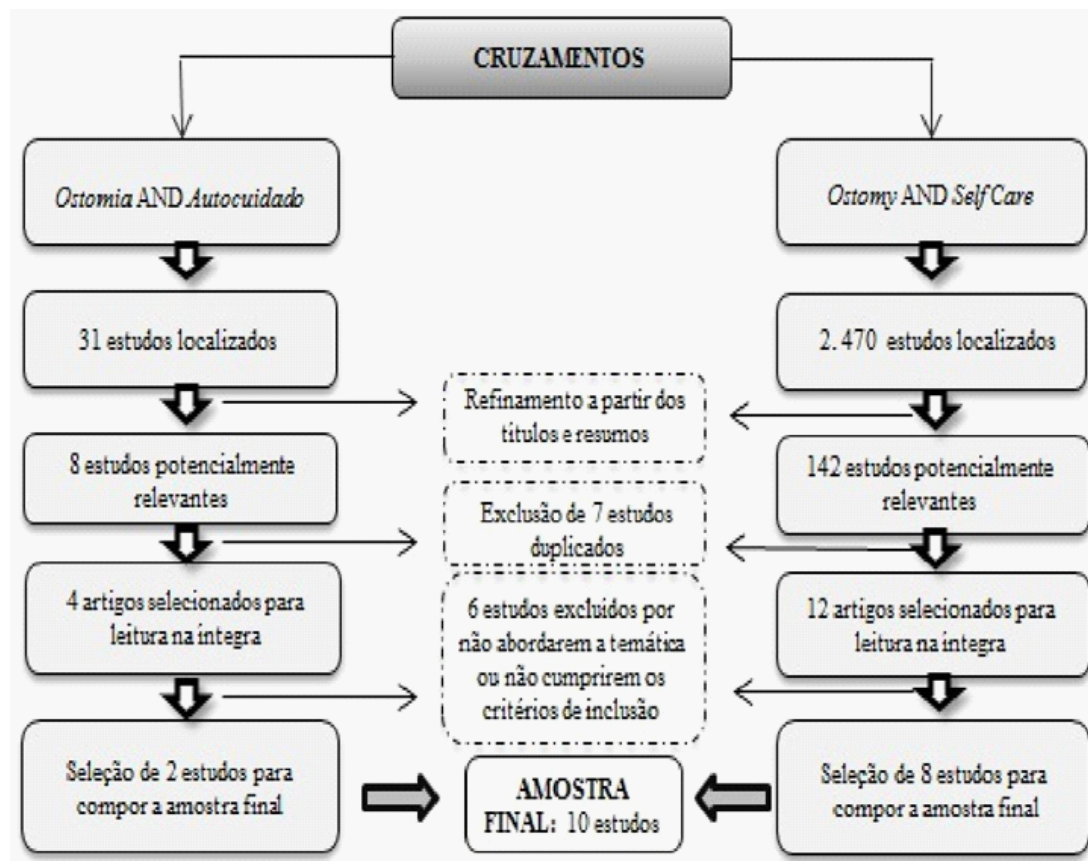 CRUZAMENTOS
Ostomia AND Autocuidado
Ostomy AND Self Care
31 estudos localizados
2. 470 estudos localizados
Refinamento a partir dos
títulos e resumos
8 estudos potencialmente
relevantes
142 estudos potencialmente
relevantes
Exclusão de 7 estudos
duplicados
4 artigos selecionados para
leitura na íntegra
6 estudos excluídos por
não abordarem a temática
ou não cumprirem os
critérios de inclusão
12 artigos selecionados para
leitura na íntegra
Seleção de 2 estudos para
compor a amostra final
AMOSTRA
FINAL: 10 estudos
Seleção de 8 estudos para
compor a amostra final